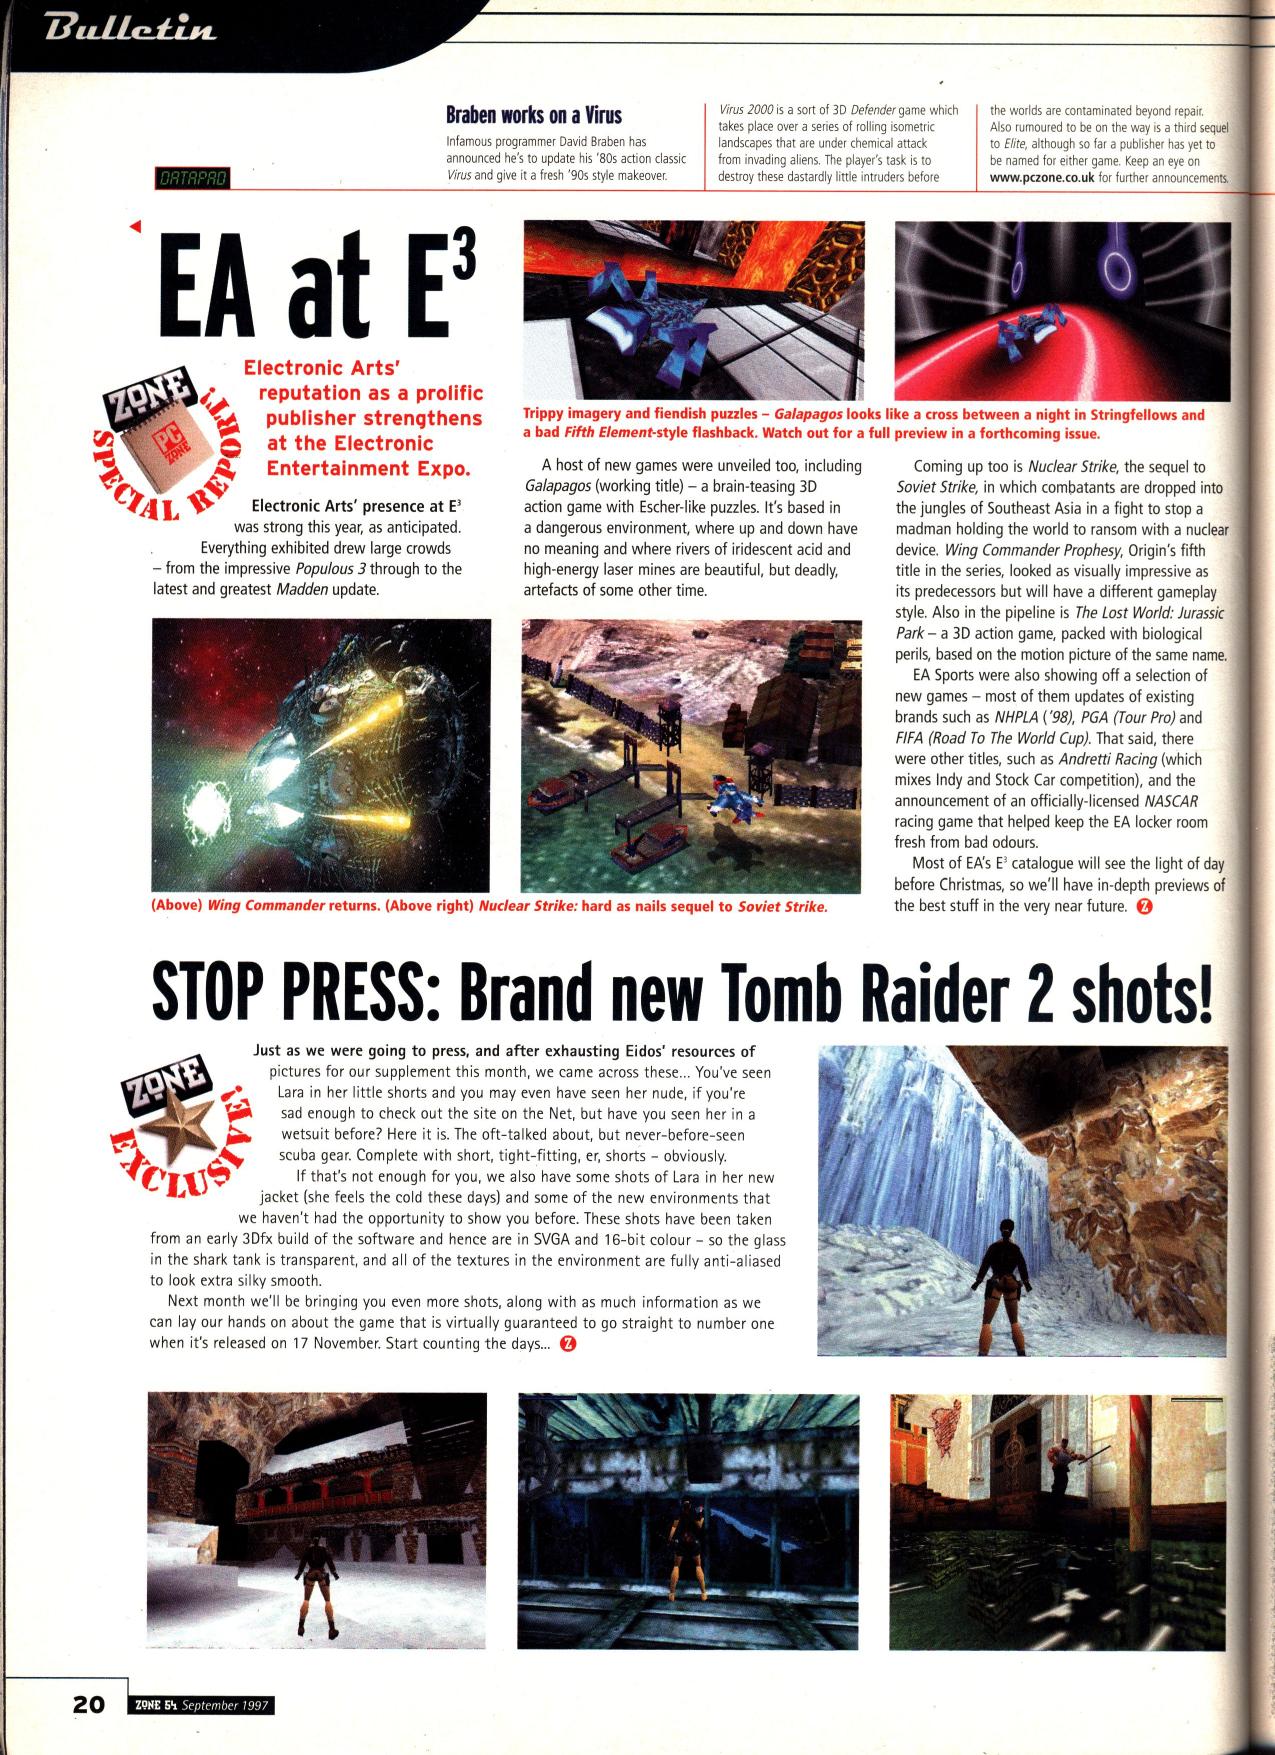 Bulletin
DATAPAD
Braben works on a Virus
Infamous programmer David Braben has
announced he's to update his '80s action classic
Virus and give it a fresh '90s style makeover.
Virus 2000 is a sort of 3D Defender game which
takes place over a series of rolling isometric
landscapes that are under chemical attack
from invading aliens. The player's task is to
destroy these dastardly little intruders before
the worlds are contaminated beyond repair.
Also rumoured to be on the way is a third sequel
to Elite, although so far a publisher has yet to
be named for either game. Keep an eye on
www.pczone.co.uk for further announcements.
EA at E³
ZONE
PC
ZONE
SPECIAL REPORT!
Electronic Arts'
reputation as a prolific
publisher strengthens
at the Electronic
Entertainment Expo.
Electronic Arts' presence at E³
was strong this year, as anticipated.
Everything exhibited drew large crowds
– from the impressive Populous 3 through to the
latest and greatest Madden update.
Trippy imagery and fiendish puzzles – Galapagos looks like a cross between a night in Stringfellows and
a bad Fifth Element-style flashback. Watch out for a full preview in a forthcoming issue.
A host of new games were unveiled too, including
Galapagos (working title) – a brain-teasing 3D
action game with Escher-like puzzles. It's based in
a dangerous environment, where up and down have
no meaning and where rivers of iridescent acid and
high-energy laser mines are beautiful, but deadly,
artefacts of some other time.
Coming up too is Nuclear Strike, the sequel to
Soviet Strike, in which combatants are dropped into
the jungles of Southeast Asia in a fight to stop a
madman holding the world to ransom with a nuclear
device. Wing Commander Prophesy, Origin's fifth
title in the series, looked as visually impressive as
its predecessors but will have a different gameplay
style. Also in the pipeline is The Lost World: Jurassic
Park – a 3D action game, packed with biological
perils, based on the motion picture of the same name.
EA Sports were also showing off a selection of
new games – most of them updates of existing
brands such as NHPLA ('98), PGA (Tour Pro) and
FIFA (Road To The World Cup). That said, there
were other titles, such as Andretti Racing (which
mixes Indy and Stock Car competition), and the
announcement of an officially-licensed NASCAR
racing game that helped keep the EA locker room
fresh from bad odours.
Most of EA's E³ catalogue will see the light of day
before Christmas, so we'll have in-depth previews of
the best stuff in the very near future. Z
(Above) Wing Commander returns. (Above right) Nuclear Strike: hard as nails sequel to Soviet Strike.
STOP PRESS: Brand new Tomb Raider 2 shots!
ZONE
EXCLUSIVE!
Just as we were going to press, and after exhausting Eidos' resources of
pictures for our supplement this month, we came across these... You've seen
Lara in her little shorts and you may even have seen her nude, if you're
sad enough to check out the site on the Net, but have you seen her in a
wetsuit before? Here it is. The oft-talked about, but never-before-seen
scuba gear. Complete with short, tight-fitting, er, shorts – obviously.
If that's not enough for you, we also have some shots of Lara in her new
jacket (she feels the cold these days) and some of the new environments that
we haven't had the opportunity to show you before. These shots have been taken
from an early 3Dfx build of the software and hence are in SVGA and 16-bit colour – so the glass
in the shark tank is transparent, and all of the textures in the environment are fully anti-aliased
to look extra silky smooth.
Next month we'll be bringing you even more shots, along with as much information as we
can lay our hands on about the game that is virtually guaranteed to go straight to number one
when it's released on 17 November. Start counting the days... Z
20
ZONE 54 September 1997